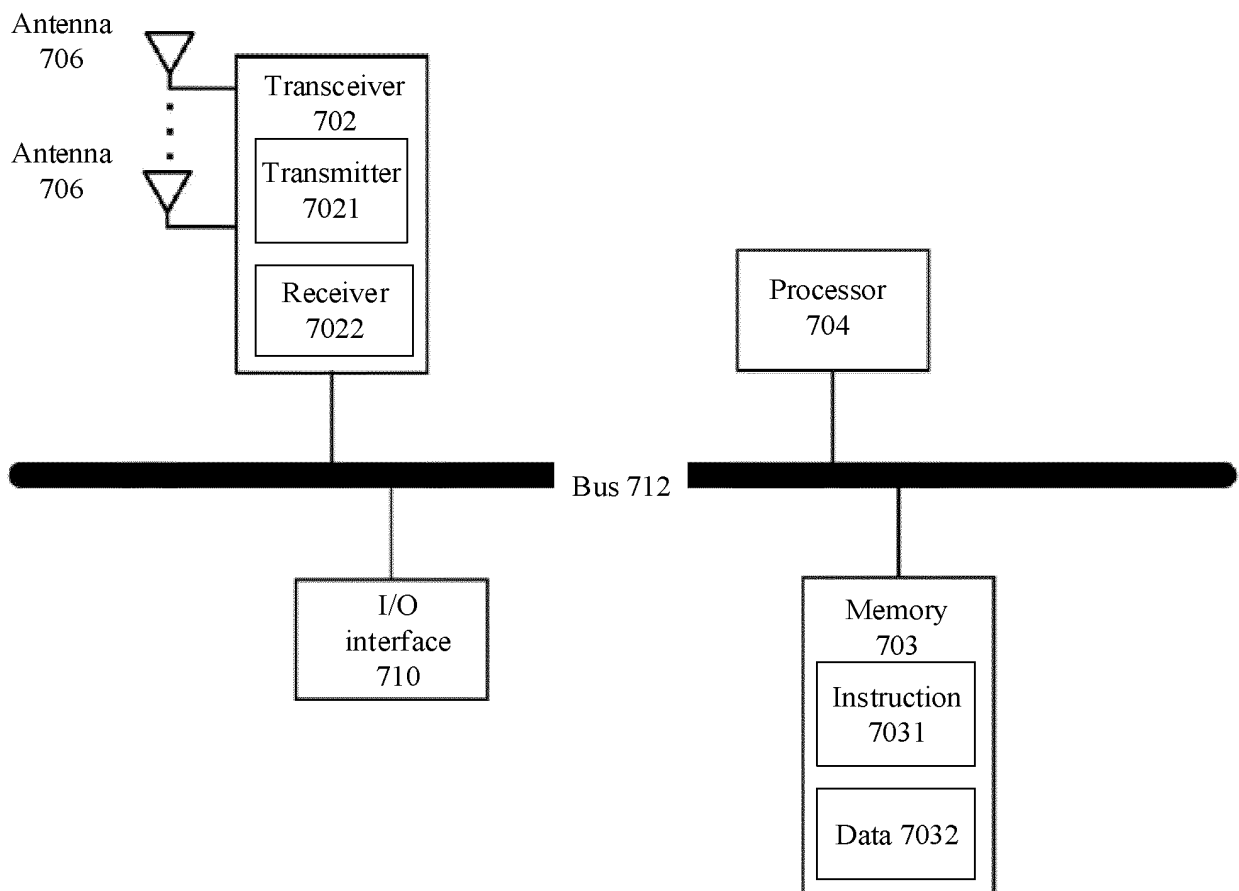 Antenna
706
Antenna
706
Transceiver
702
Transmitter
7021
Receiver
7022
Processor
704
Bus 712
I/O
interface
710
Memory
703
Instruction
7031
Data 7032